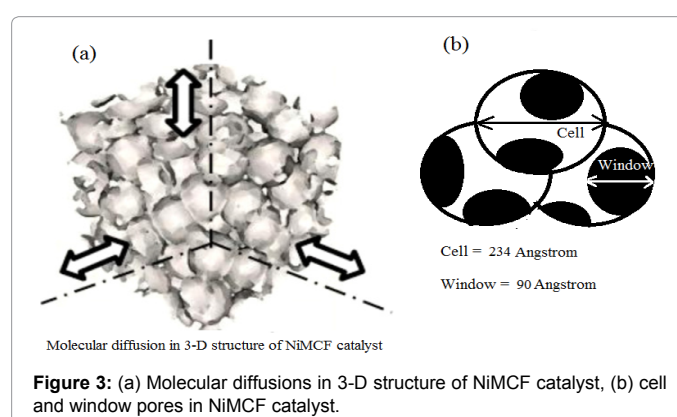 (a)
Molecular diffusion in 3-D structure of NiMCF catalyst
(b)
Cell
Window
Cell = 234 Angstrom
Window = 90 Angstrom
Figure 3: (a) Molecular diffusions in 3-D structure of NiMCF catalyst, (b) cell
and window pores in NiMCF catalyst.